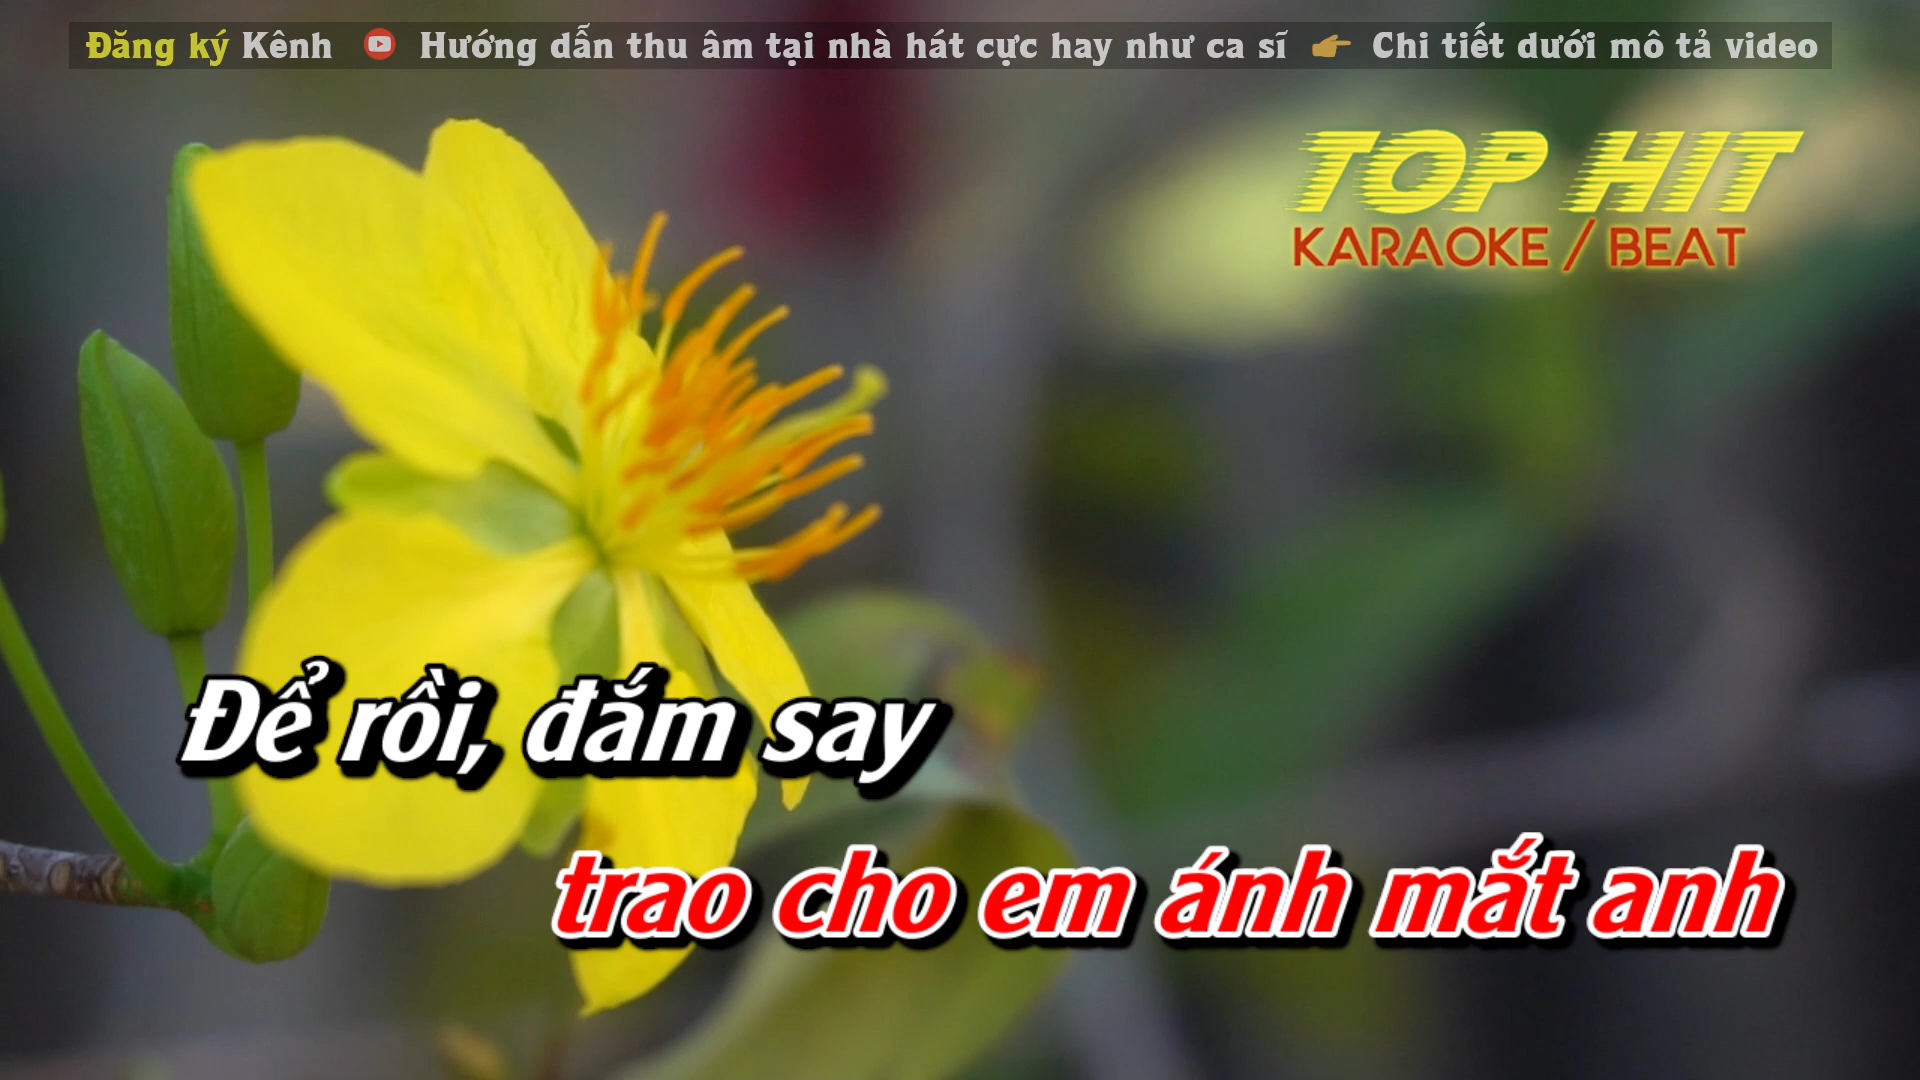 Đăng ký Kênh Hướng dẫn thu âm tại nhà hát cực hay như ca sĩ Chi tiết dưới mô tả video
TOP HIT
KARAOKE / BEAT
Để rồi, đắm say
trao cho em ánh mắt anh